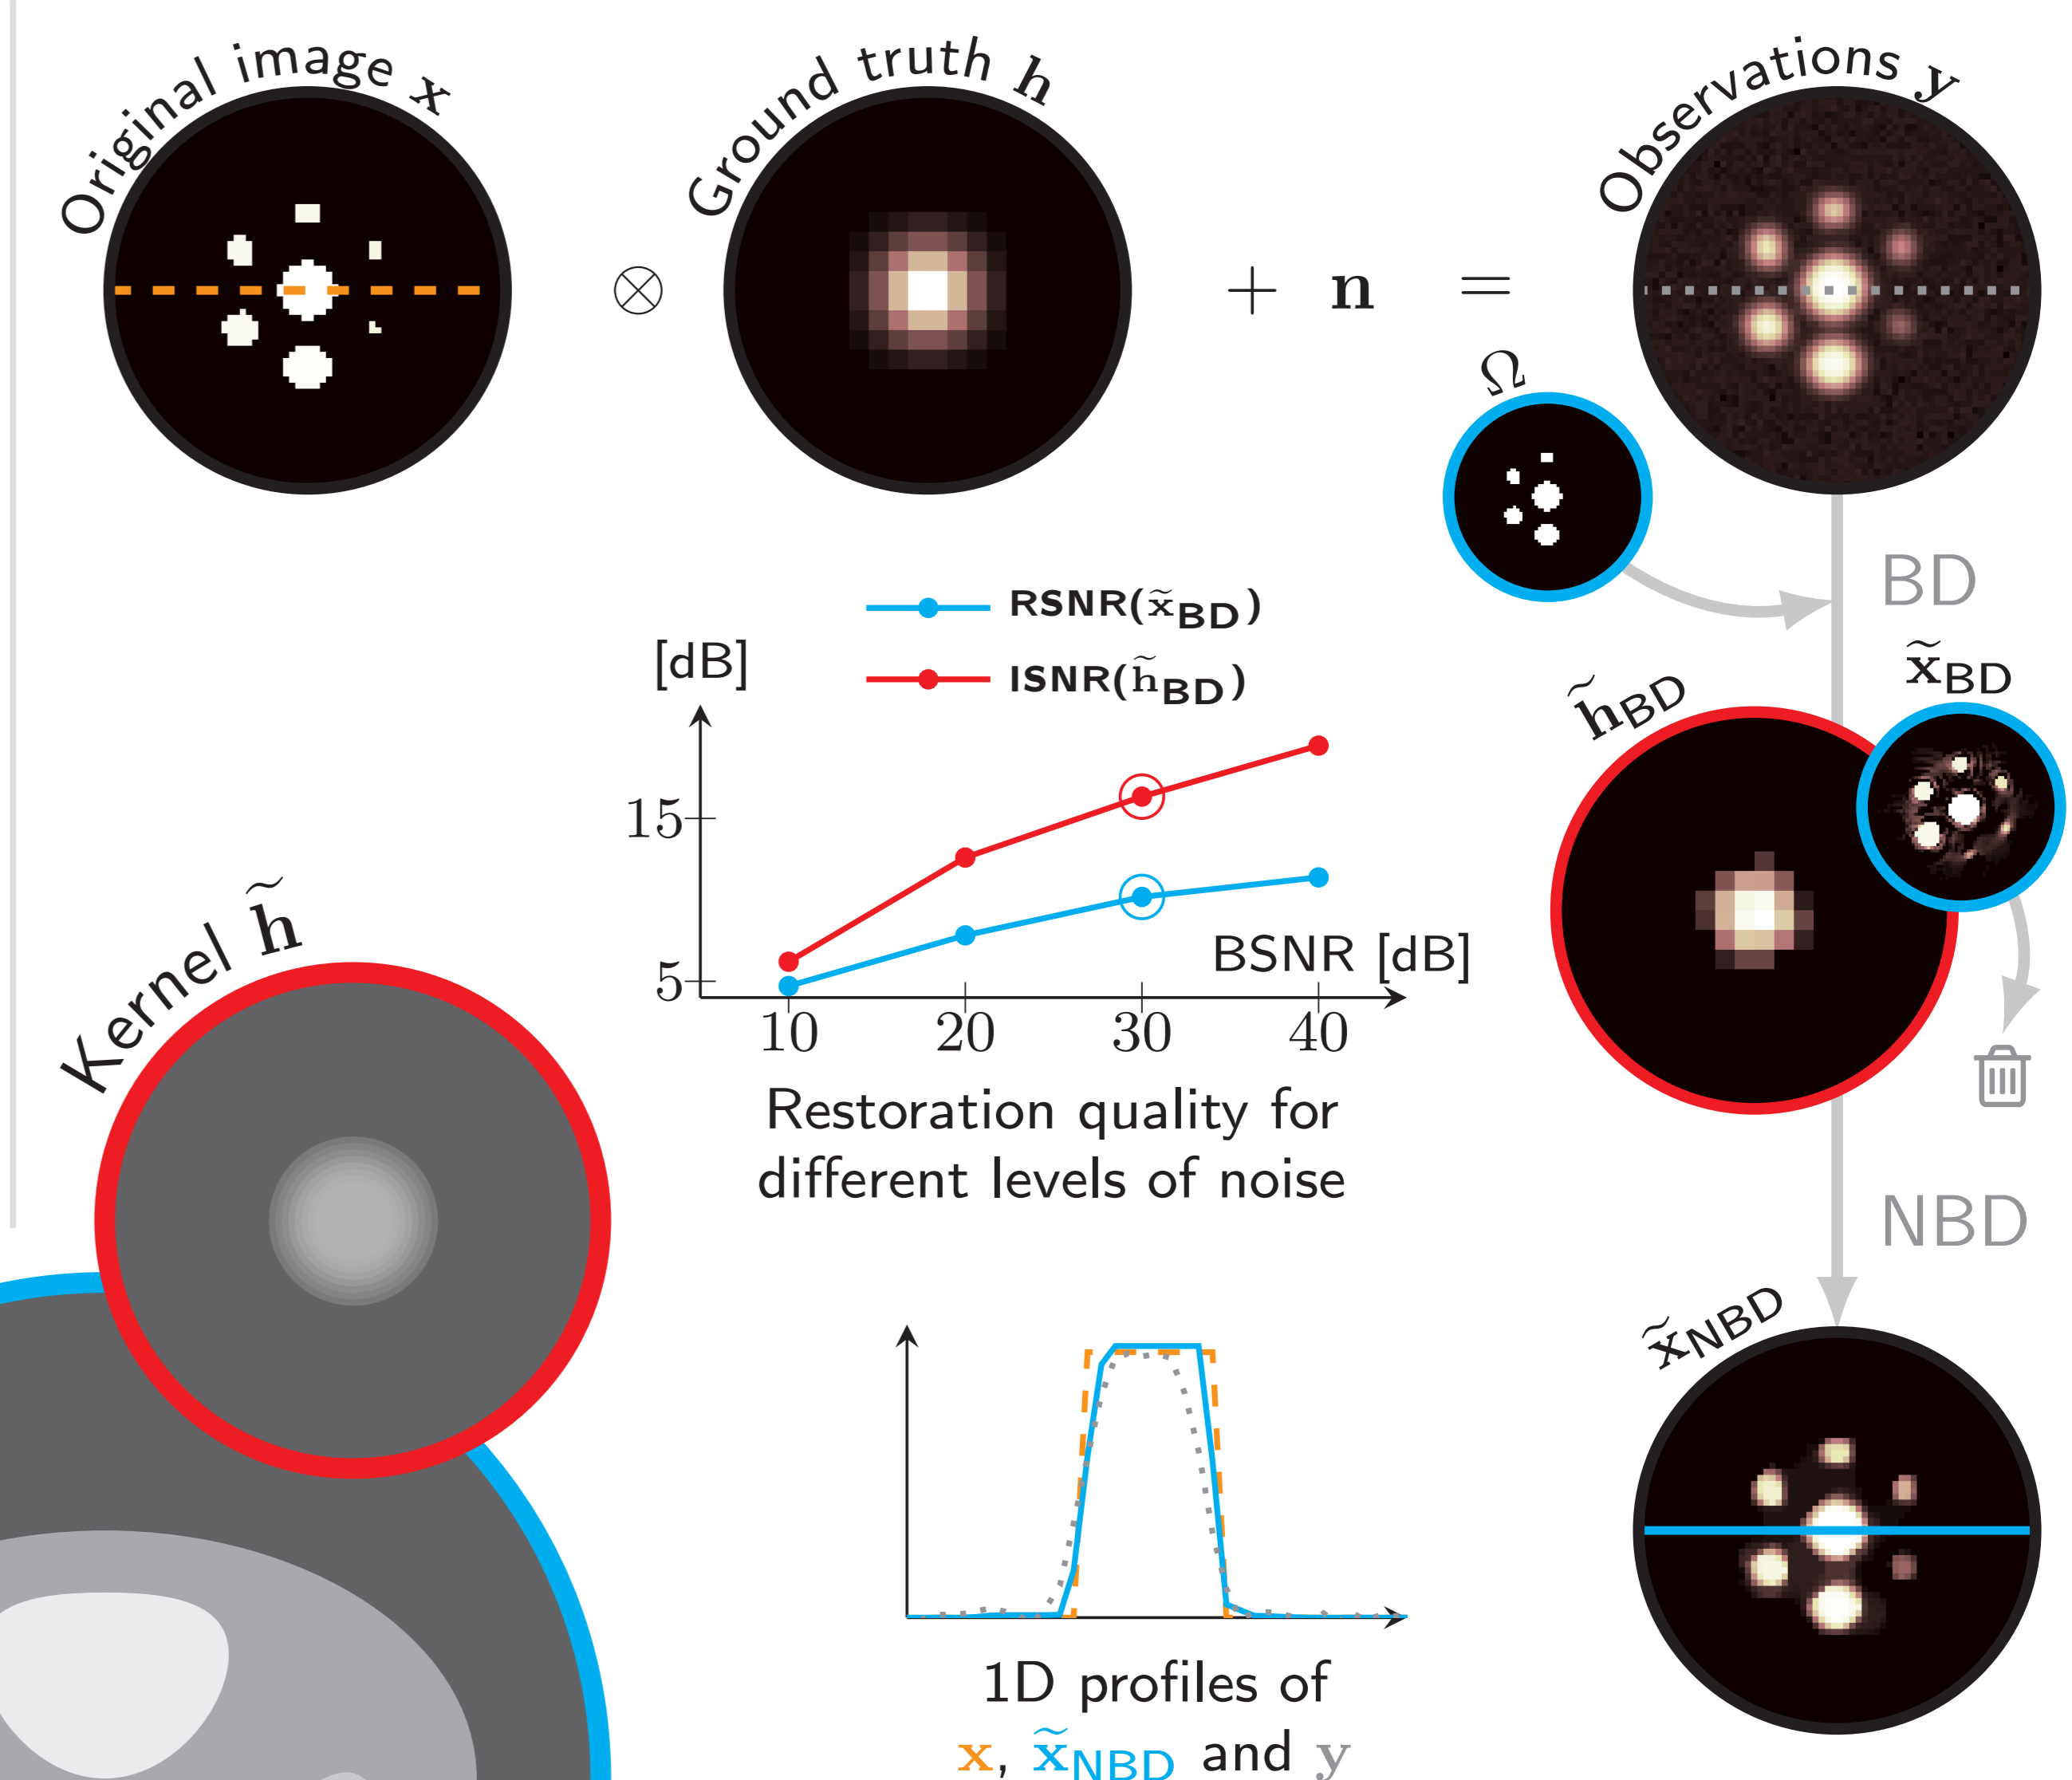 Original image x
Ground truth h
Observations y
⊗
+ n =
Ω
BD
RSNR(x̃BD)
ISNR(h̃BD)
[dB]
15
5
10 20 30 40
BSNR [dB]
Restoration quality for
different levels of noise
h̃BD
x̃BD
Kernel h̃
NBD
x̃NBD
1D profiles of
x, x̃NBD and y